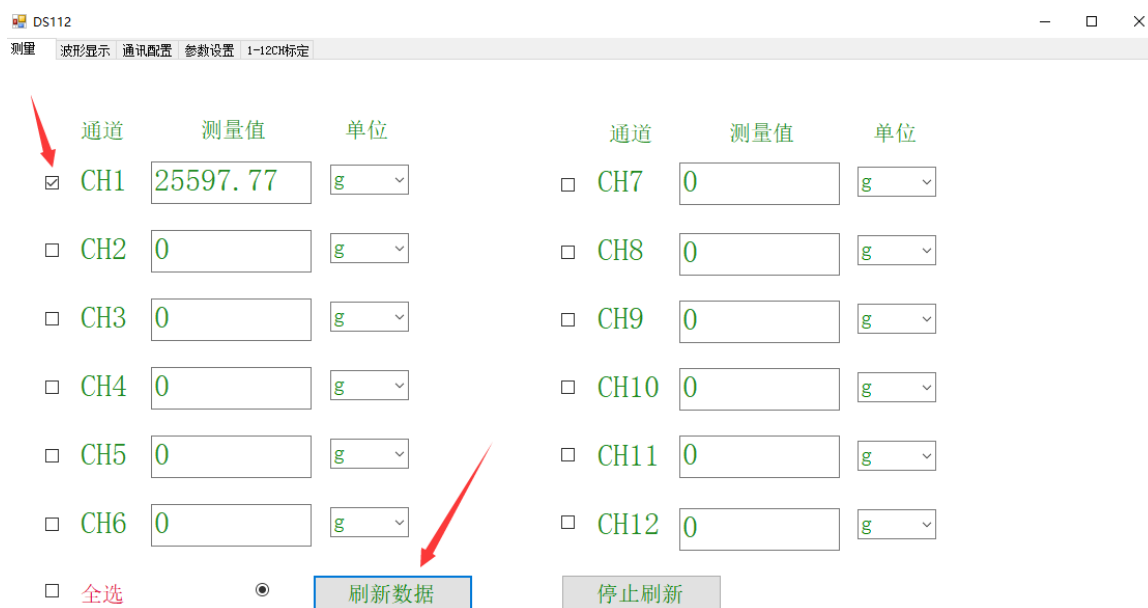 DS112
测量 波形显示 通讯配置 参数设置 1-12CH标定
通道 测量值 单位 通道 测量值 单位
CH1 25597.77 g CH7 0 g
CH2 0 g CH8 0 g
CH3 0 g CH9 0 g
CH4 0 g CH10 0 g
CH5 0 g CH11 0 g
CH6 0 g CH12 0 g
全选 刷新数据 停止刷新